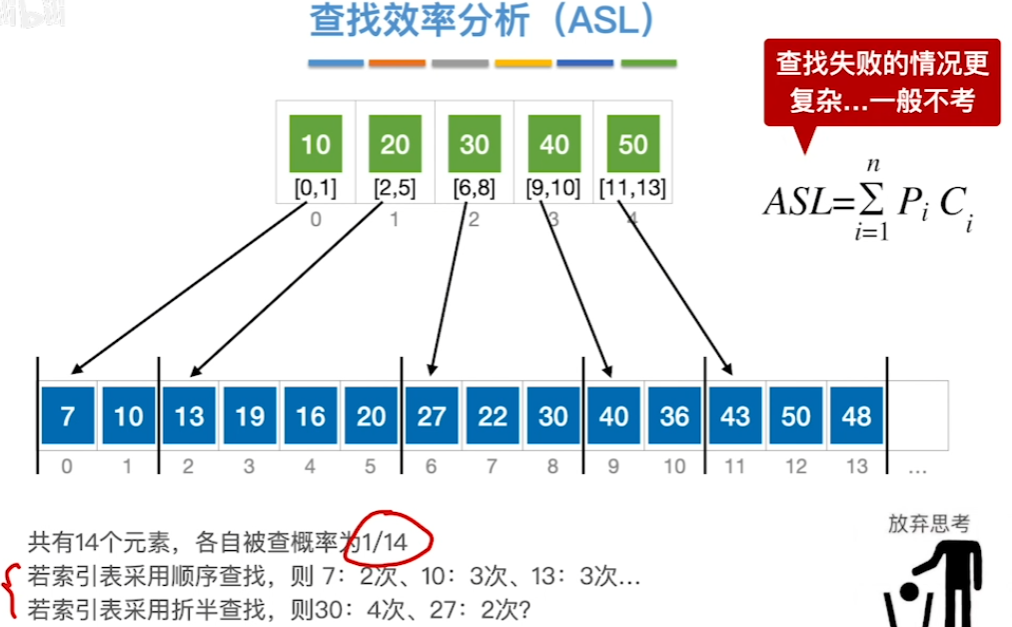 查找效率分析（ASL）
查找失败的情况更
复杂...一般不考
10 20 30 40 50
[0,1] [2,5] [6,8] [9,10] [11,13]
0 1 2 3 4
n
ASL=Σ Pi Ci
i=1
7 10 13 19 16 20 27 22 30 40 36 43 50 48
0 1 2 3 4 5 6 7 8 9 10 11 12 13 ...
放弃思考
共有14个元素，各自被查概率为1/14
若索引表采用顺序查找，则 7：2次、10：3次、13：3次...
若索引表采用折半查找，则30：4次、27：2次?